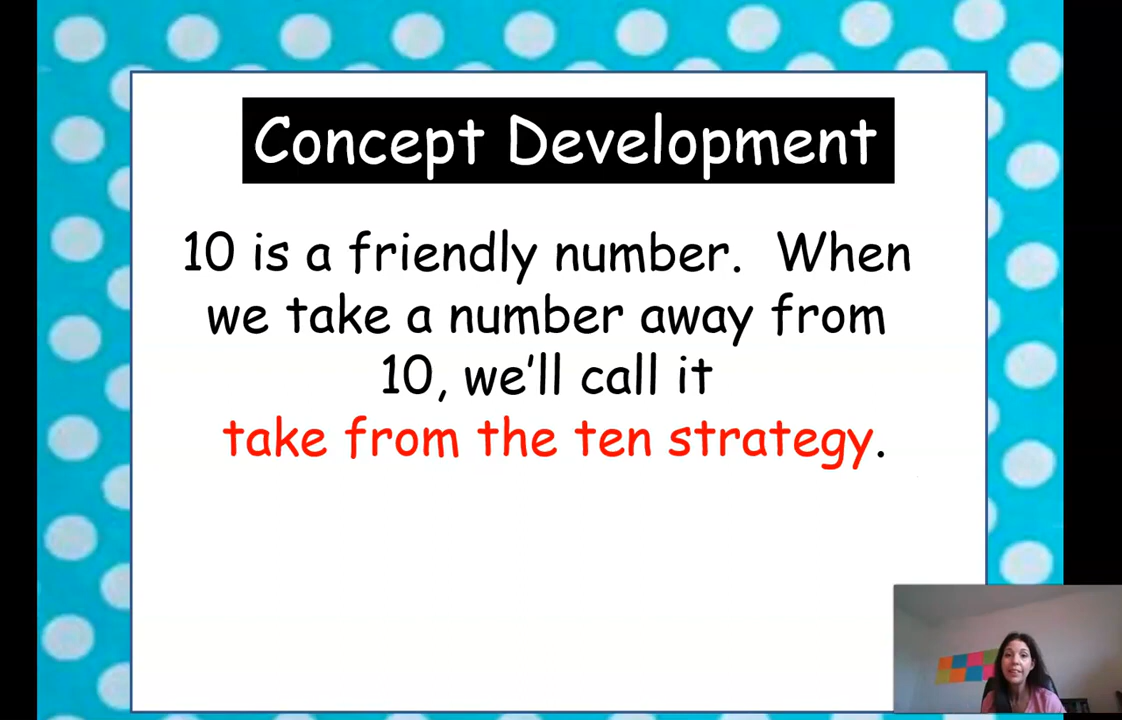 Concept Development
10 is a friendly number.  When
we take a number away from
10, we'll call it
take from the ten strategy.